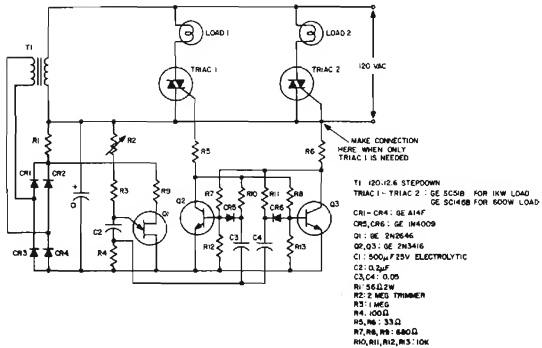 LOAD 1
LOAD 2
T1
TRIAC 1
TRIAC 2
120 VAC
R1
R2
R5
R6
MAKE CONNECTION
HERE WHEN ONLY
TRIAC 1 IS NEEDED
CR1
CR2
C1
R3
R9
Q1
C2
R4
CR3
CR4
Q2
R7
R10
R11
R8
CR5
CR6
Q3
R12
C3
C4
R13
T1 120-12.6 STEPDOWN
TRIAC 1 - TRIAC 2 : GE SC51B FOR 1KW LOAD
GE SC146B FOR 600W LOAD
CR1 - CR4 : GE A14F
CR5, CR6 : GE 1N4009
Q1 : GE 2N2646
Q2, Q3 : GE 2N3416
C1 : 500μF 25V ELECTROLYTIC
C2 : 0.2μF
C3, C4 : 0.05
R1 : 56Ω 2W
R2 : 2 MEG TRIMMER
R3 : 1 MEG
R4 : 100Ω
R5, R6 : 33Ω
R7, R8, R9 : 680Ω
R10, R11, R12, R13 : 10K